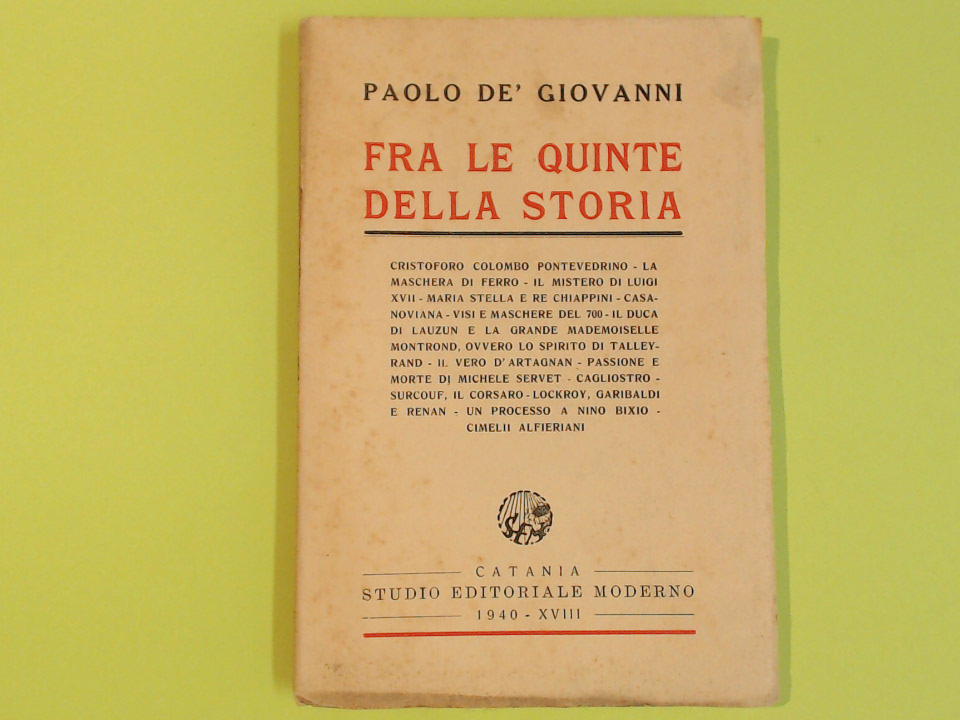 PAOLO DE' GIOVANNI
FRA LE QUINTE
DELLA STORIA
CRISTOFORO COLOMBO PONTEVEDRINO - LA
MASCHERA DI FERRO - IL MISTERO DI LUIGI
XVII - MARIA STELLA E RE CHIAPPINI - CASA-
NOVIANA - VISI E MASCHERE DEL 700 - IL DUCA
DI LAUZUN E LA GRANDE MADEMOISELLE
MONTROND, OVVERO LO SPIRITO DI TALLEY-
RAND - IL VERO D'ARTAGNAN - PASSIONE E
MORTE DI MICHELE SERVET - CAGLIOSTRO -
SURCOUF, IL CORSARO - LOCKROY, GARIBALDI
E RENAN - UN PROCESSO A NINO BIXIO -
CIMELII ALFIERIANI
S.E.M.
CATANIA
STUDIO EDITORIALE MODERNO
1940 - XVIII